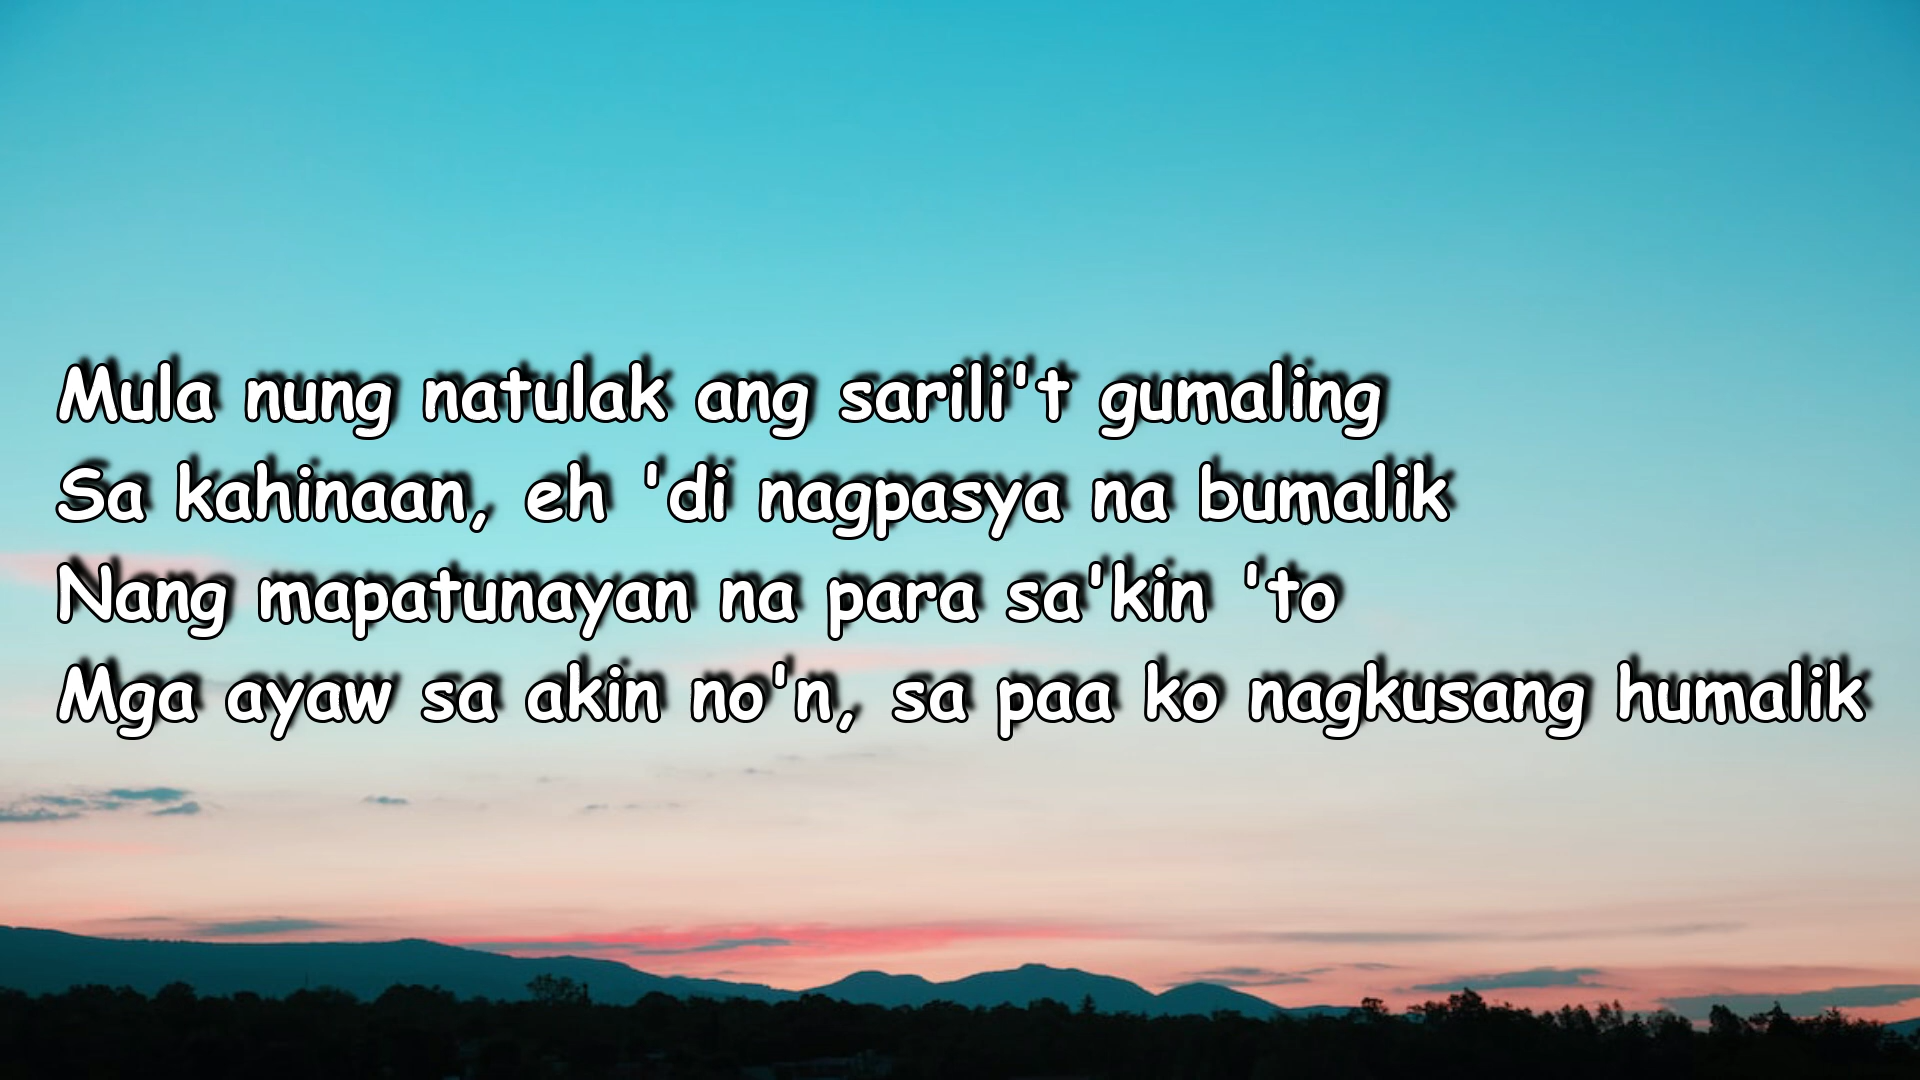 Mula nung natulak ang sarili't gumaling
Sa kahinaan, eh 'di nagpasya na bumalik
Nang mapatunayan na para sa'kin 'to
Mga ayaw sa akin no'n, sa paa ko nagkusang humalik